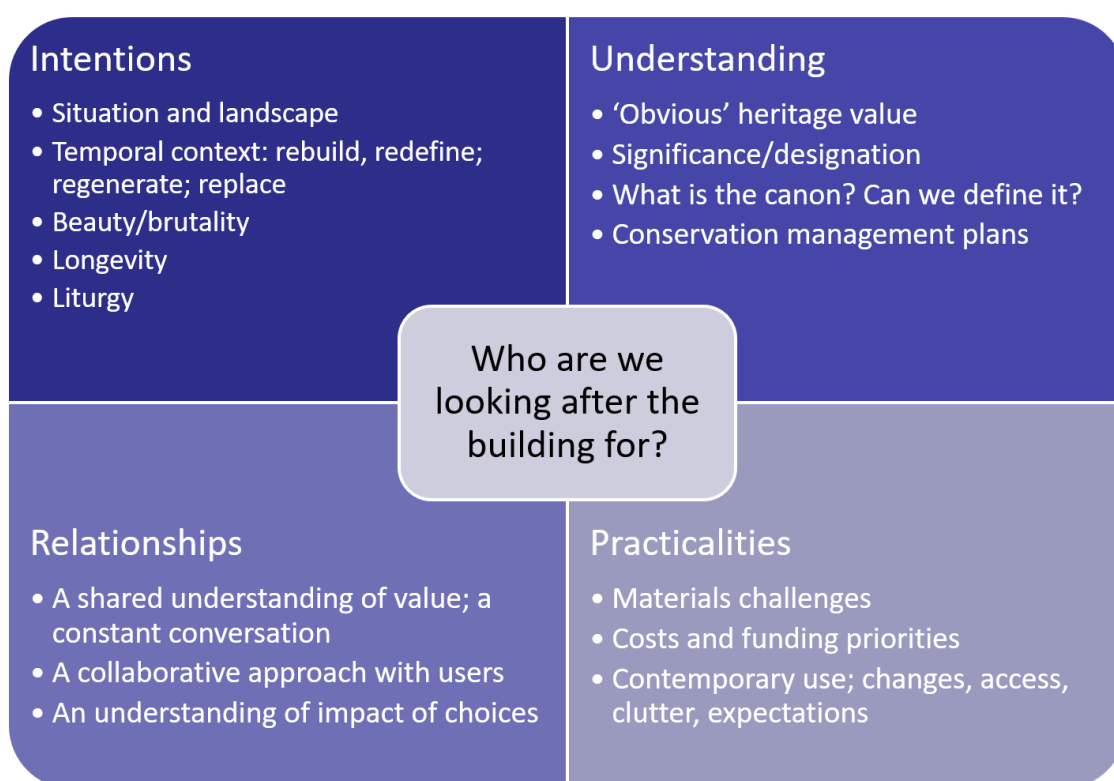 Intentions
• Situation and landscape
• Temporal context: rebuild, redefine;
regenerate; replace
• Beauty/brutality
• Longevity
• Liturgy
Understanding
• ‘Obvious’ heritage value
• Significance/designation
• What is the canon? Can we define it?
• Conservation management plans
Who are we
looking after the
building for?
Relationships
• A shared understanding of value; a
constant conversation
• A collaborative approach with users
• An understanding of impact of choices
Practicalities
• Materials challenges
• Costs and funding priorities
• Contemporary use; changes, access,
clutter, expectations